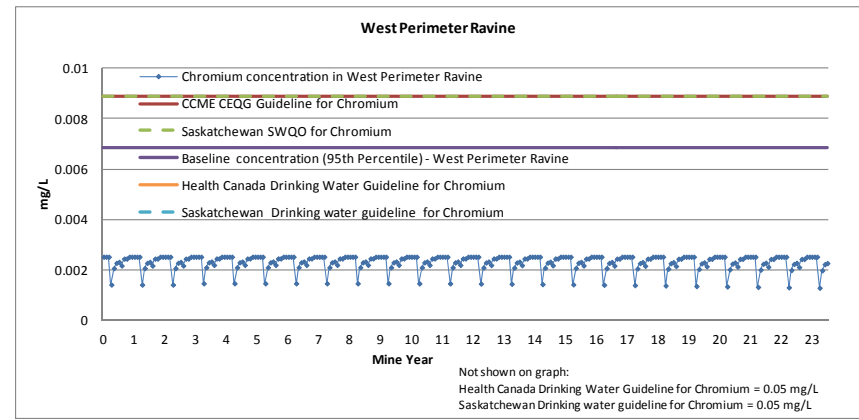 West Perimeter Ravine
0.01
0.008
0.006
0.004
0.002
0
mg/L
Chromium concentration in West Perimeter Ravine
CCME CEQG Guideline for Chromium
Saskatchewan SWQO for Chromium
Baseline concentration (95th Percentile) - West Perimeter Ravine
Health Canada Drinking Water Guideline for Chromium
Saskatchewan Drinking water guideline for Chromium
0 1 2 3 4 5 6 7 8 9 10 11 12 13 14 15 16 17 18 19 20 21 22 23
Mine Year
Not shown on graph:
Health Canada Drinking Water Guideline for Chromium = 0.05 mg/L
Saskatchewan Drinking water guideline for Chromium = 0.05 mg/L